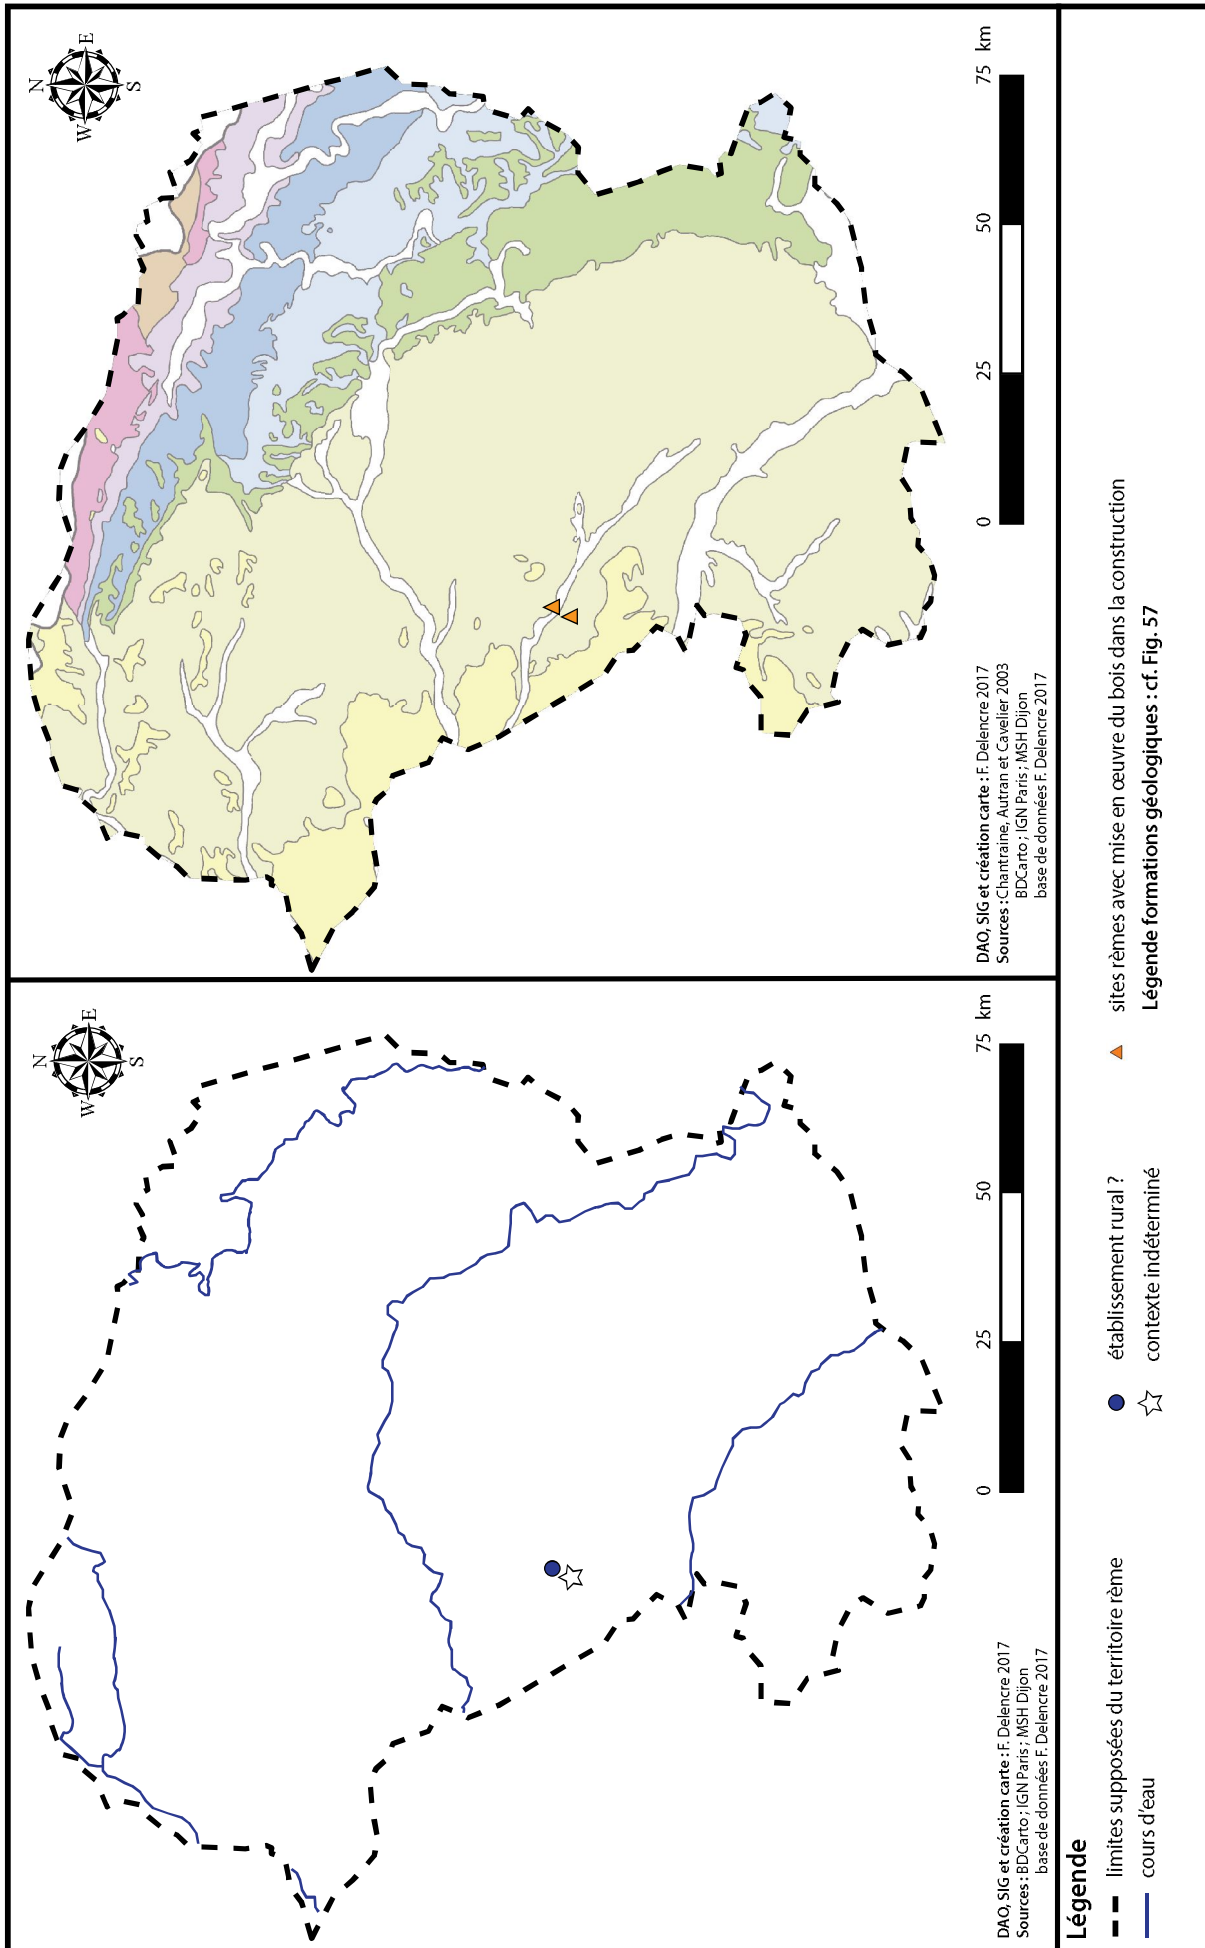 N
E
S
W
75 km
50
25
0
DAO, SIG et création carte : F. Delencre 2017
Sources : BDCarto ; IGN Paris ; MSH Dijon
base de données F. Delencre 2017
N
E
S
W
75 km
50
25
0
DAO, SIG et création carte : F. Delencre 2017
Sources : Chantraine, Autran et Cavelier 2003
BDCarto ; IGN Paris ; MSH Dijon
base de données F. Delencre 2017
Légende
limites supposées du territoire rème
cours d'eau
établissement rural ?
contexte indéterminé
sites rèmes avec mise en œuvre du bois dans la construction
Légende formations géologiques : cf. Fig. 57